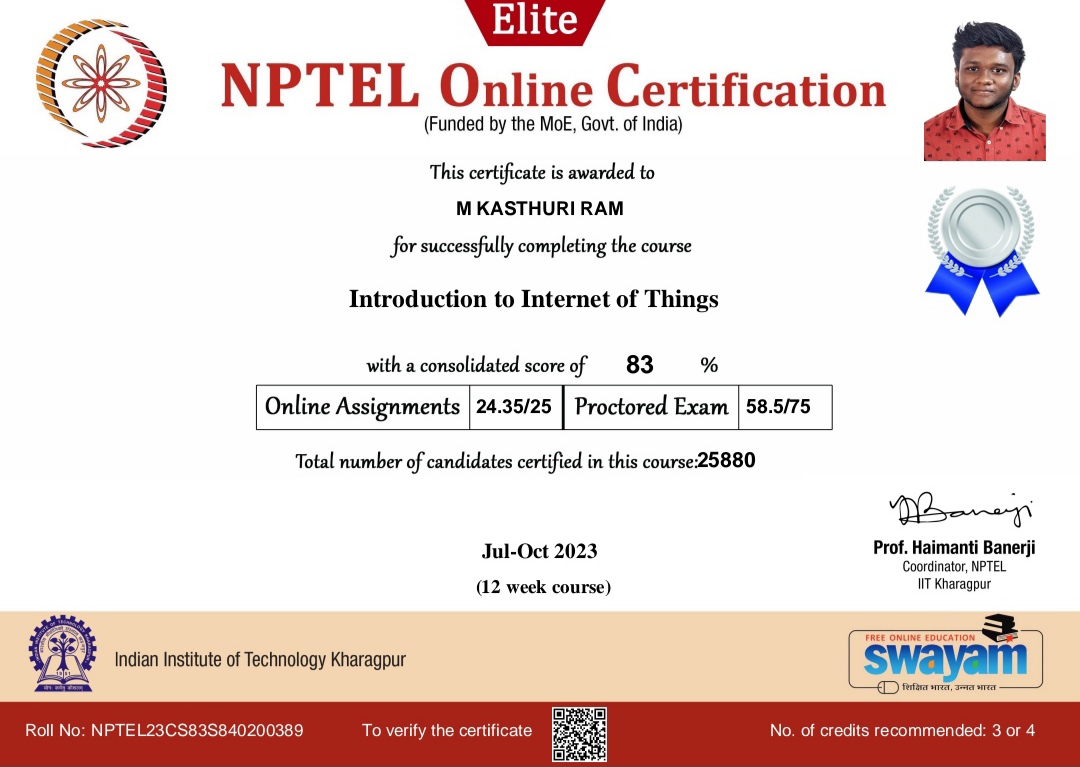 Elite
NPTEL Online Certification
(Funded by the MoE, Govt. of India)
This certificate is awarded to
M KASTHURI RAM
for successfully completing the course
Introduction to Internet of Things
with a consolidated score of 83 %
Online Assignments 24.35/25 Proctored Exam 58.5/75
Total number of candidates certified in this course:25880
Prof. Haimanti Banerji
Coordinator, NPTEL
IIT Kharagpur
Jul-Oct 2023
(12 week course)
Indian Institute of Technology Kharagpur
FREE ONLINE EDUCATION
swayam
शिक्षित भारत, उन्नत भारत
Roll No: NPTEL23CS83S840200389 To verify the certificate No. of credits recommended: 3 or 4